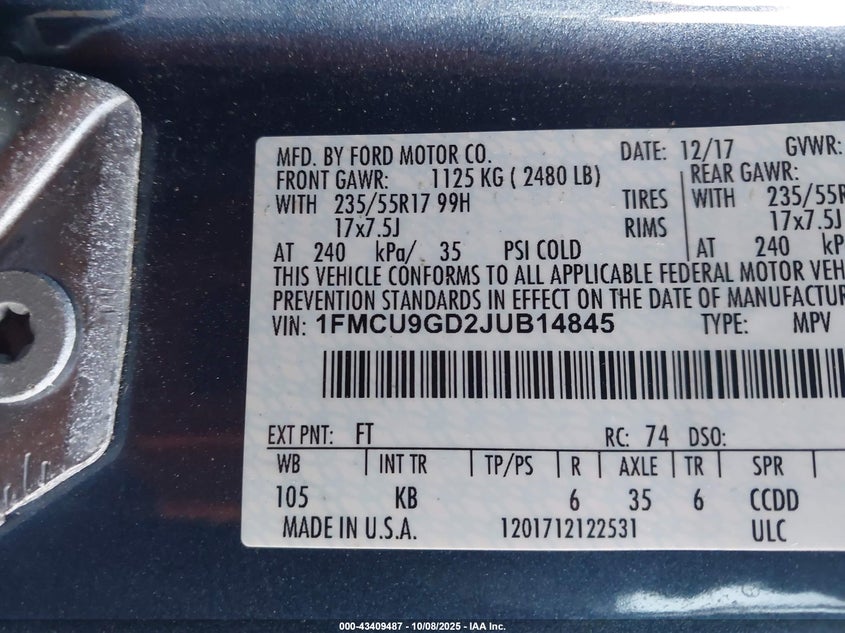 MFD. BY FORD MOTOR CO. DATE: 12/17 GVWR:
FRONT GAWR: 1125 KG ( 2480 LB) REAR GAWR:
WITH 235/55R17 99H TIRES WITH 235/55R
17x7.5J RIMS 17x7.5J
AT 240 kPa/ 35 PSI COLD AT 240 kP
THIS VEHICLE CONFORMS TO ALL APPLICABLE FEDERAL MOTOR VEH
PREVENTION STANDARDS IN EFFECT ON THE DATE OF MANUFACTUR
VIN: 1FMCU9GD2JUB14845 TYPE: MPV
EXT PNT: FT RC: 74 DSO:
WB INT TR TP/PS R AXLE TR SPR
105 KB 6 35 6 CCDD
MADE IN U.S.A. 1201712122531 ULC
000-43409487 - 10/08/2025 - IAA Inc.